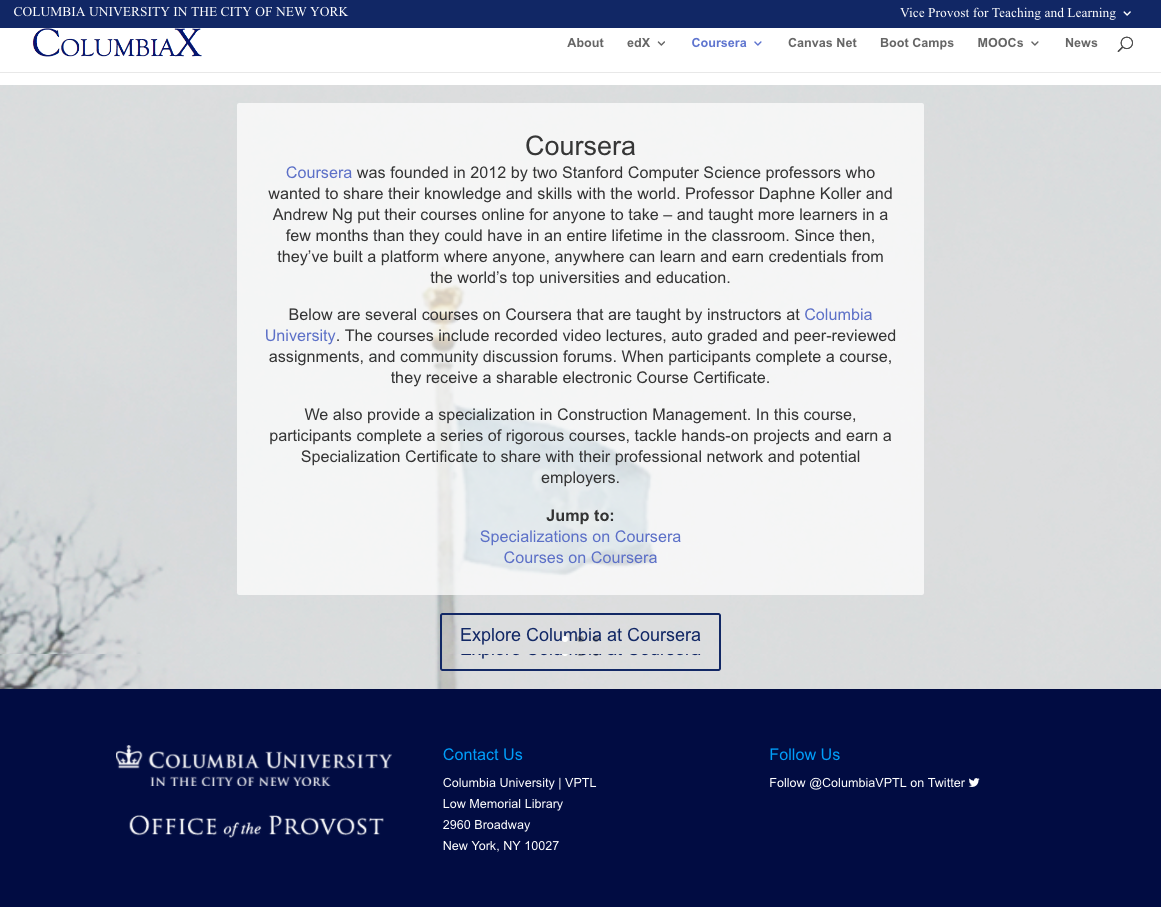 COLUMBIA UNIVERSITY IN THE CITY OF NEW YORK
Vice Provost for Teaching and Learning
COLUMBIAX
About
edX
Coursera
Canvas Net
Boot Camps
MOOCs
News
Coursera
Coursera was founded in 2012 by two Stanford Computer Science professors who
wanted to share their knowledge and skills with the world. Professor Daphne Koller and
Andrew Ng put their courses online for anyone to take – and taught more learners in a
few months than they could have in an entire lifetime in the classroom. Since then,
they’ve built a platform where anyone, anywhere can learn and earn credentials from
the world’s top universities and education.
Below are several courses on Coursera that are taught by instructors at Columbia
University. The courses include recorded video lectures, auto graded and peer-reviewed
assignments, and community discussion forums. When participants complete a course,
they receive a sharable electronic Course Certificate.
We also provide a specialization in Construction Management. In this course,
participants complete a series of rigorous courses, tackle hands-on projects and earn a
Specialization Certificate to share with their professional network and potential
employers.
Jump to:
Specializations on Coursera
Courses on Coursera
Explore Columbia at Coursera
Explore Columbia at Coursera
COLUMBIA UNIVERSITY
IN THE CITY OF NEW YORK
OFFICE of the PROVOST
Contact Us
Columbia University | VPTL
Low Memorial Library
2960 Broadway
New York, NY 10027
Follow Us
Follow @ColumbiaVPTL on Twitter